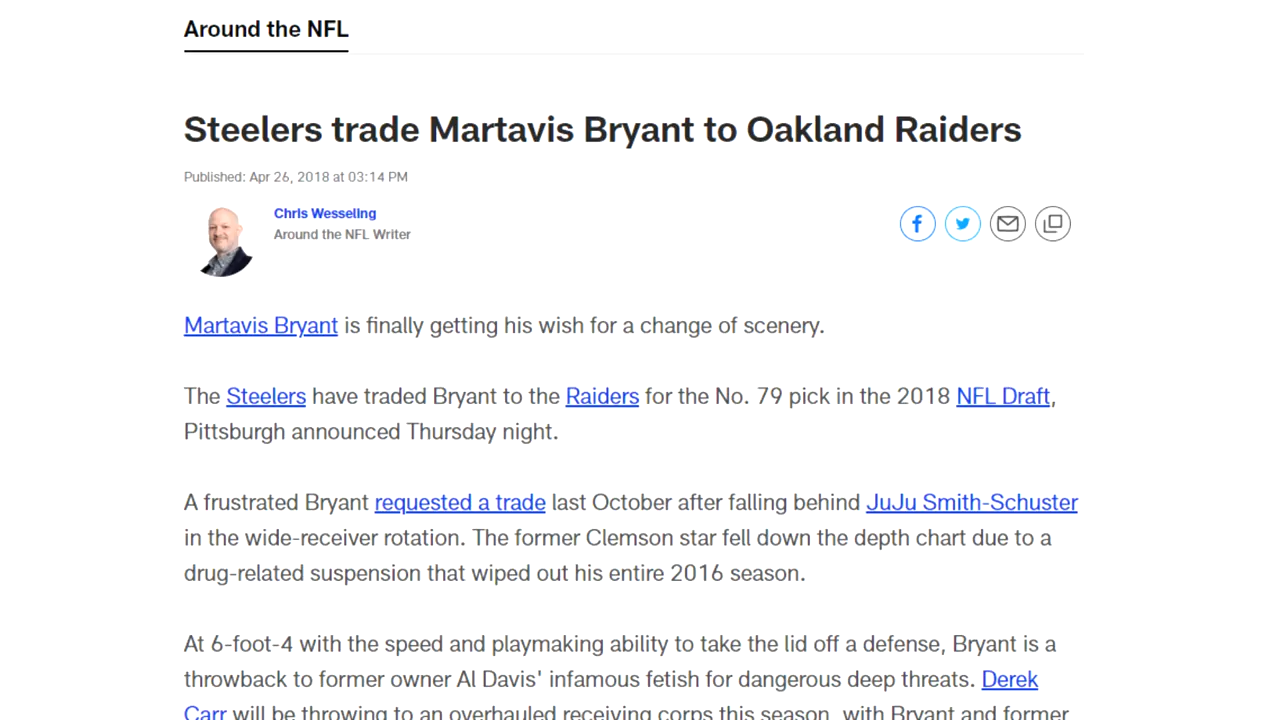 Around the NFL
Steelers trade Martavis Bryant to Oakland Raiders
Published: Apr 26, 2018 at 03:14 PM
Chris Wesseling
Around the NFL Writer
Martavis Bryant is finally getting his wish for a change of scenery.
The Steelers have traded Bryant to the Raiders for the No. 79 pick in the 2018 NFL Draft,
Pittsburgh announced Thursday night.
A frustrated Bryant requested a trade last October after falling behind JuJu Smith-Schuster
in the wide-receiver rotation. The former Clemson star fell down the depth chart due to a
drug-related suspension that wiped out his entire 2016 season.
At 6-foot-4 with the speed and playmaking ability to take the lid off a defense, Bryant is a
throwback to former owner Al Davis' infamous fetish for dangerous deep threats. Derek
Carr will be throwing to an overhauled receiving corps this season, with Bryant and former